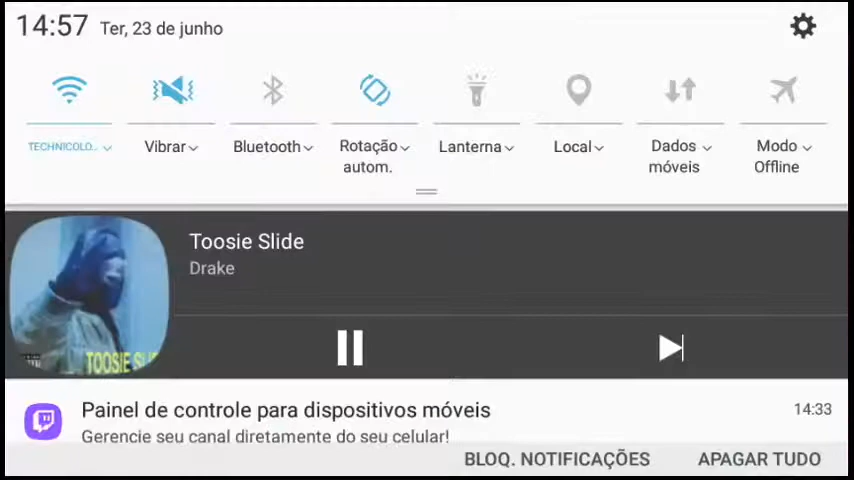 14:57 Ter, 23 de junho
TECHNICOLO.. Vibrar Bluetooth Rotação autom. Lanterna Local Dados móveis Modo Offline
Toosie Slide
Drake
TOOSIE SL
Painel de controle para dispositivos móveis 14:33
Gerencie seu canal diretamente do seu celular!
BLOQ. NOTIFICAÇÕES APAGAR TUDO